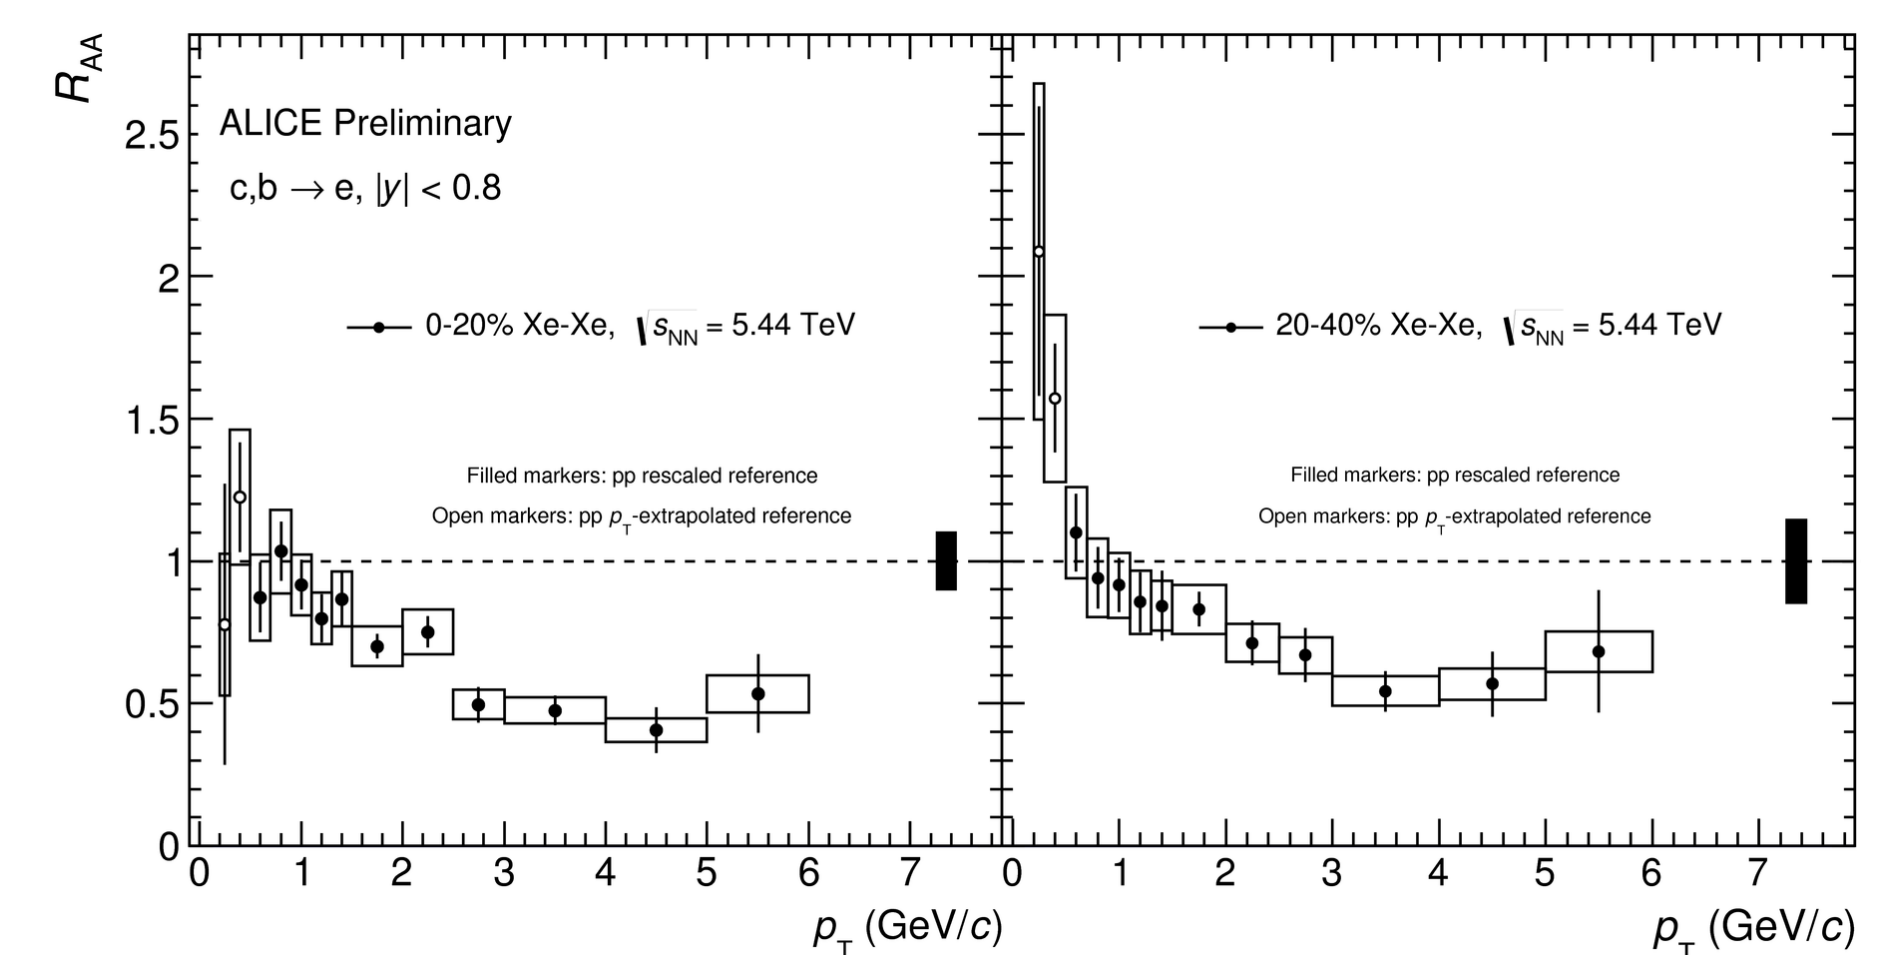 R_AA
ALICE Preliminary
c,b → e, |y| < 0.8
0-20% Xe-Xe, √s_NN = 5.44 TeV
Filled markers: pp rescaled reference
Open markers: pp p_T-extrapolated reference
2.5
2
1.5
1
0.5
0
0 1 2 3 4 5 6 7
p_T (GeV/c)
20-40% Xe-Xe, √s_NN = 5.44 TeV
Filled markers: pp rescaled reference
Open markers: pp p_T-extrapolated reference
0 1 2 3 4 5 6 7
p_T (GeV/c)